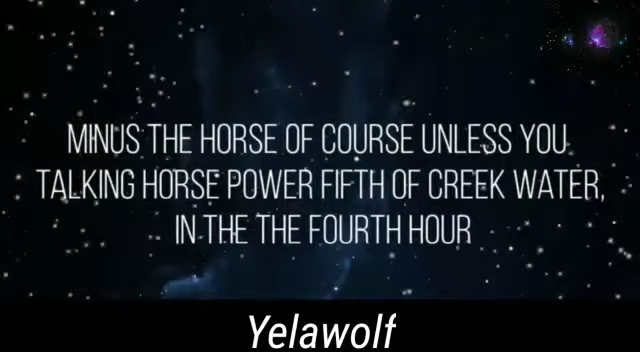 MINUS THE HORSE OF COURSE UNLESS YOU
TALKING HORSE POWER FIFTH OF CREEK WATER,
IN THE THE FOURTH HOUR
Yelawolf